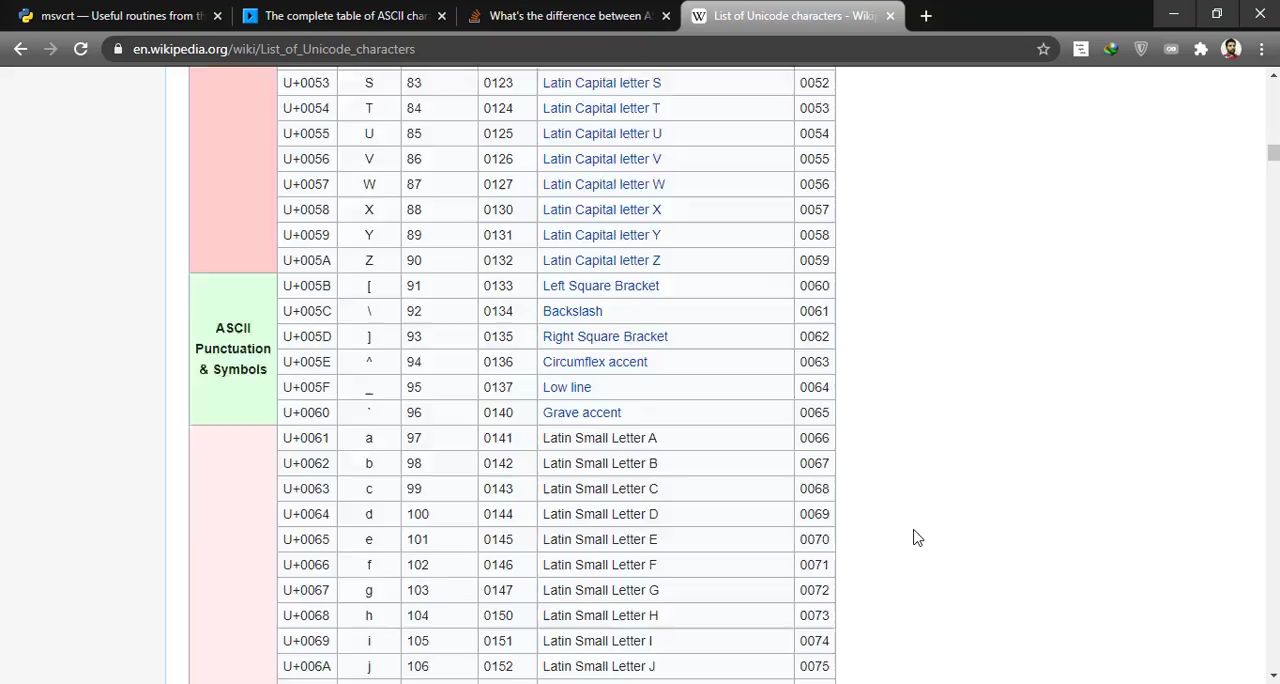 msvcrt — Useful routines from t
The complete table of ASCII cha
What's the difference between A
List of Unicode characters - Wiki
en.wikipedia.org/wiki/List_of_Unicode_characters
U+0053 S 83 0123 Latin Capital letter S 0052
U+0054 T 84 0124 Latin Capital letter T 0053
U+0055 U 85 0125 Latin Capital letter U 0054
U+0056 V 86 0126 Latin Capital letter V 0055
U+0057 W 87 0127 Latin Capital letter W 0056
U+0058 X 88 0130 Latin Capital letter X 0057
U+0059 Y 89 0131 Latin Capital letter Y 0058
U+005A Z 90 0132 Latin Capital letter Z 0059
ASCII
Punctuation
& Symbols
U+005B [ 91 0133 Left Square Bracket 0060
U+005C \ 92 0134 Backslash 0061
U+005D ] 93 0135 Right Square Bracket 0062
U+005E ^ 94 0136 Circumflex accent 0063
U+005F _ 95 0137 Low line 0064
U+0060 ` 96 0140 Grave accent 0065
U+0061 a 97 0141 Latin Small Letter A 0066
U+0062 b 98 0142 Latin Small Letter B 0067
U+0063 c 99 0143 Latin Small Letter C 0068
U+0064 d 100 0144 Latin Small Letter D 0069
U+0065 e 101 0145 Latin Small Letter E 0070
U+0066 f 102 0146 Latin Small Letter F 0071
U+0067 g 103 0147 Latin Small Letter G 0072
U+0068 h 104 0150 Latin Small Letter H 0073
U+0069 i 105 0151 Latin Small Letter I 0074
U+006A j 106 0152 Latin Small Letter J 0075